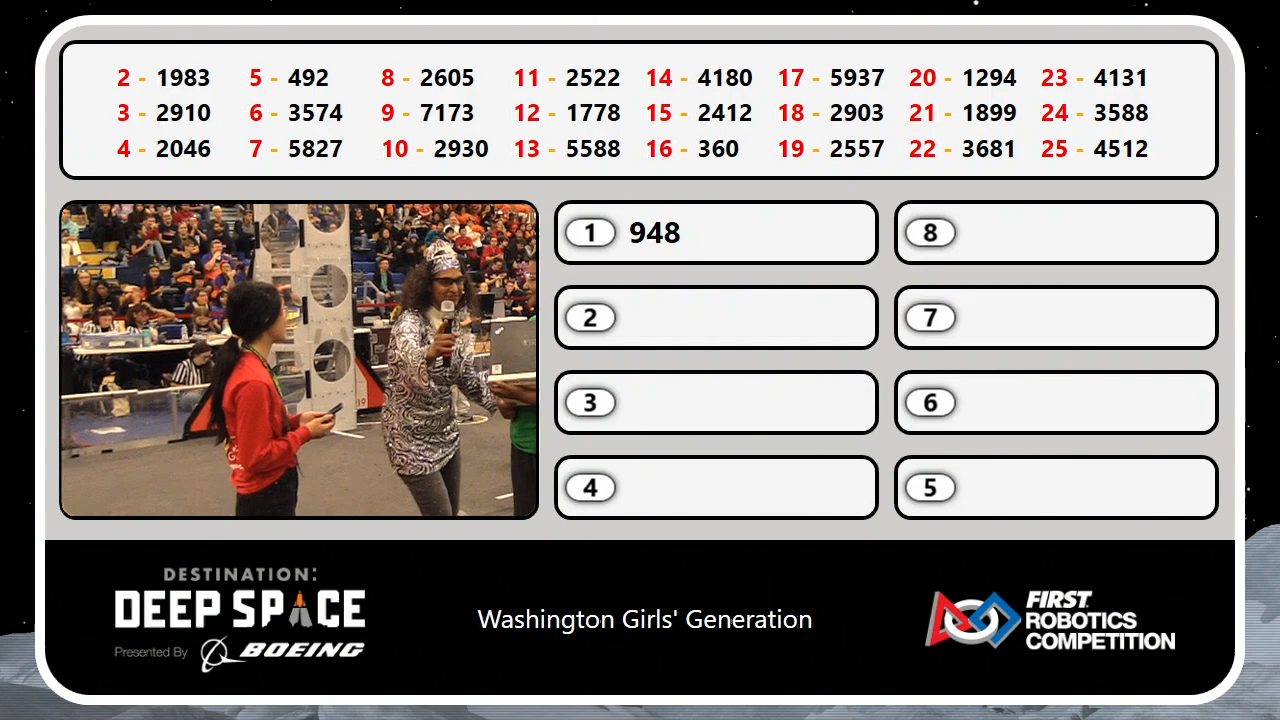 2 - 1983 5 - 492 8 - 2605 11 - 2522 14 - 4180 17 - 5937 20 - 1294 23 - 4131
3 - 2910 6 - 3574 9 - 7173 12 - 1778 15 - 2412 18 - 2903 21 - 1899 24 - 3588
4 - 2046 7 - 5827 10 - 2930 13 - 5588 16 - 360 19 - 2557 22 - 3681 25 - 4512
1 948
8
2
7
3
6
4
5
19
DESTINATION:
DEEP SPACE
Presented By BOEING
Washington Girls' Generation
FIRST
ROBOTICS
COMPETITION